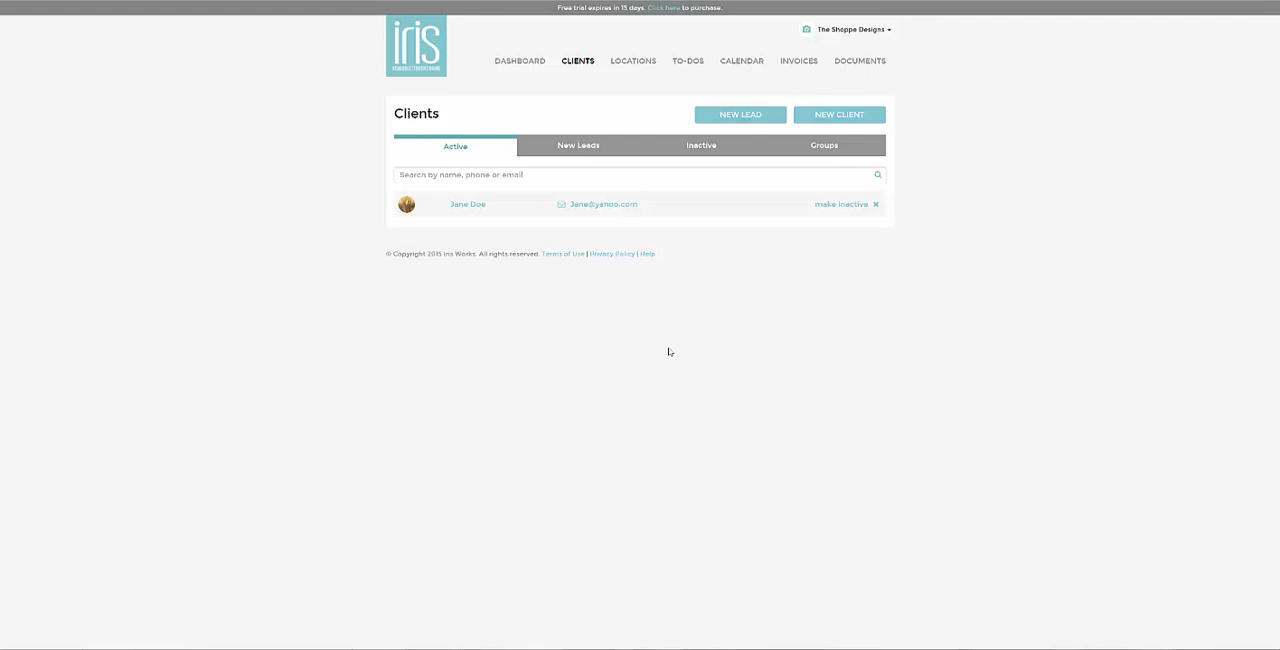 Free trial expires in 15 days. Click here to purchase.
iris
The Shoppe Designs
DASHBOARD CLIENTS LOCATIONS TO-DOS CALENDAR INVOICES DOCUMENTS
Clients NEW LEAD NEW CLIENT
Active New Leads Inactive Groups
Search by name, phone or email
Jane Doe Jane@yahoo.com make inactive ×
© Copyright 2015 Iris Works. All rights reserved. Terms of Use | Privacy Policy | Help